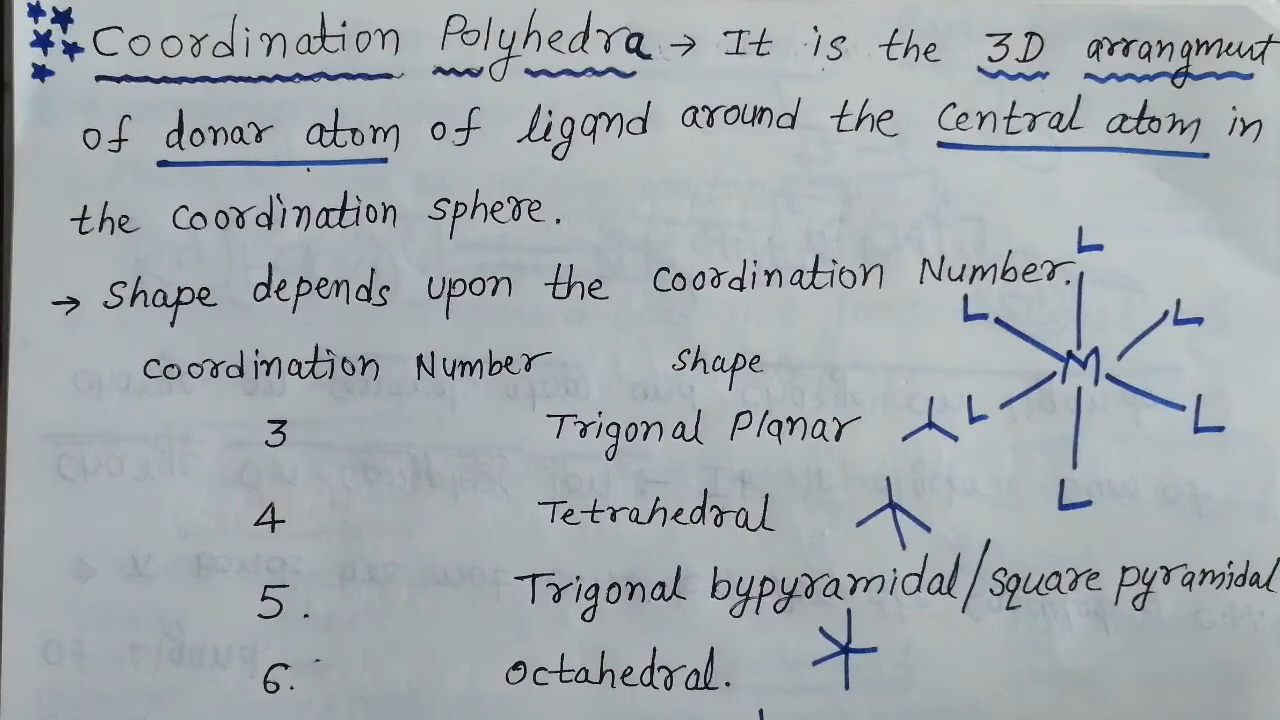 Coordination Polyhedra → It is the 3D arrangment
of donar atom of ligand around the central atom in
the coordination sphere.
→ Shape depends upon the coordination Number.
coordination Number shape
3 Trigonal Planar
4 Tetrahedral
5. Trigonal bypyramidal/square pyramidal
6. octahedral.
L
L L
M
L L
L